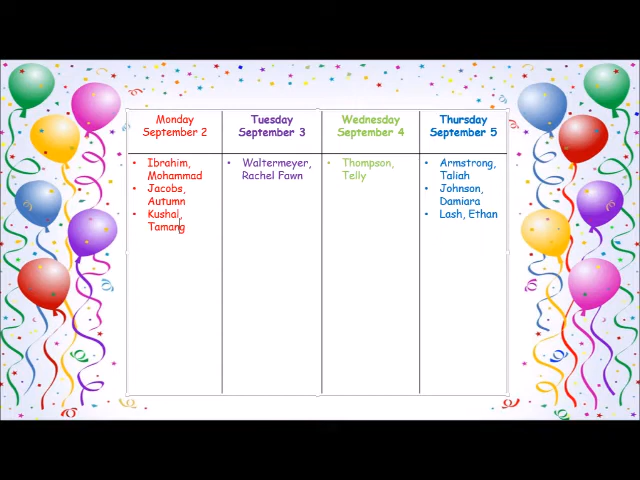 Monday
September 2
Tuesday
September 3
Wednesday
September 4
Thursday
September 5
• Ibrahim,
Mohammad
• Jacobs,
Autumn
• Kushal,
Tamang
• Waltermeyer,
Rachel Fawn
• Thompson,
Telly
• Armstrong,
Taliah
• Johnson,
Damiara
• Lash, Ethan